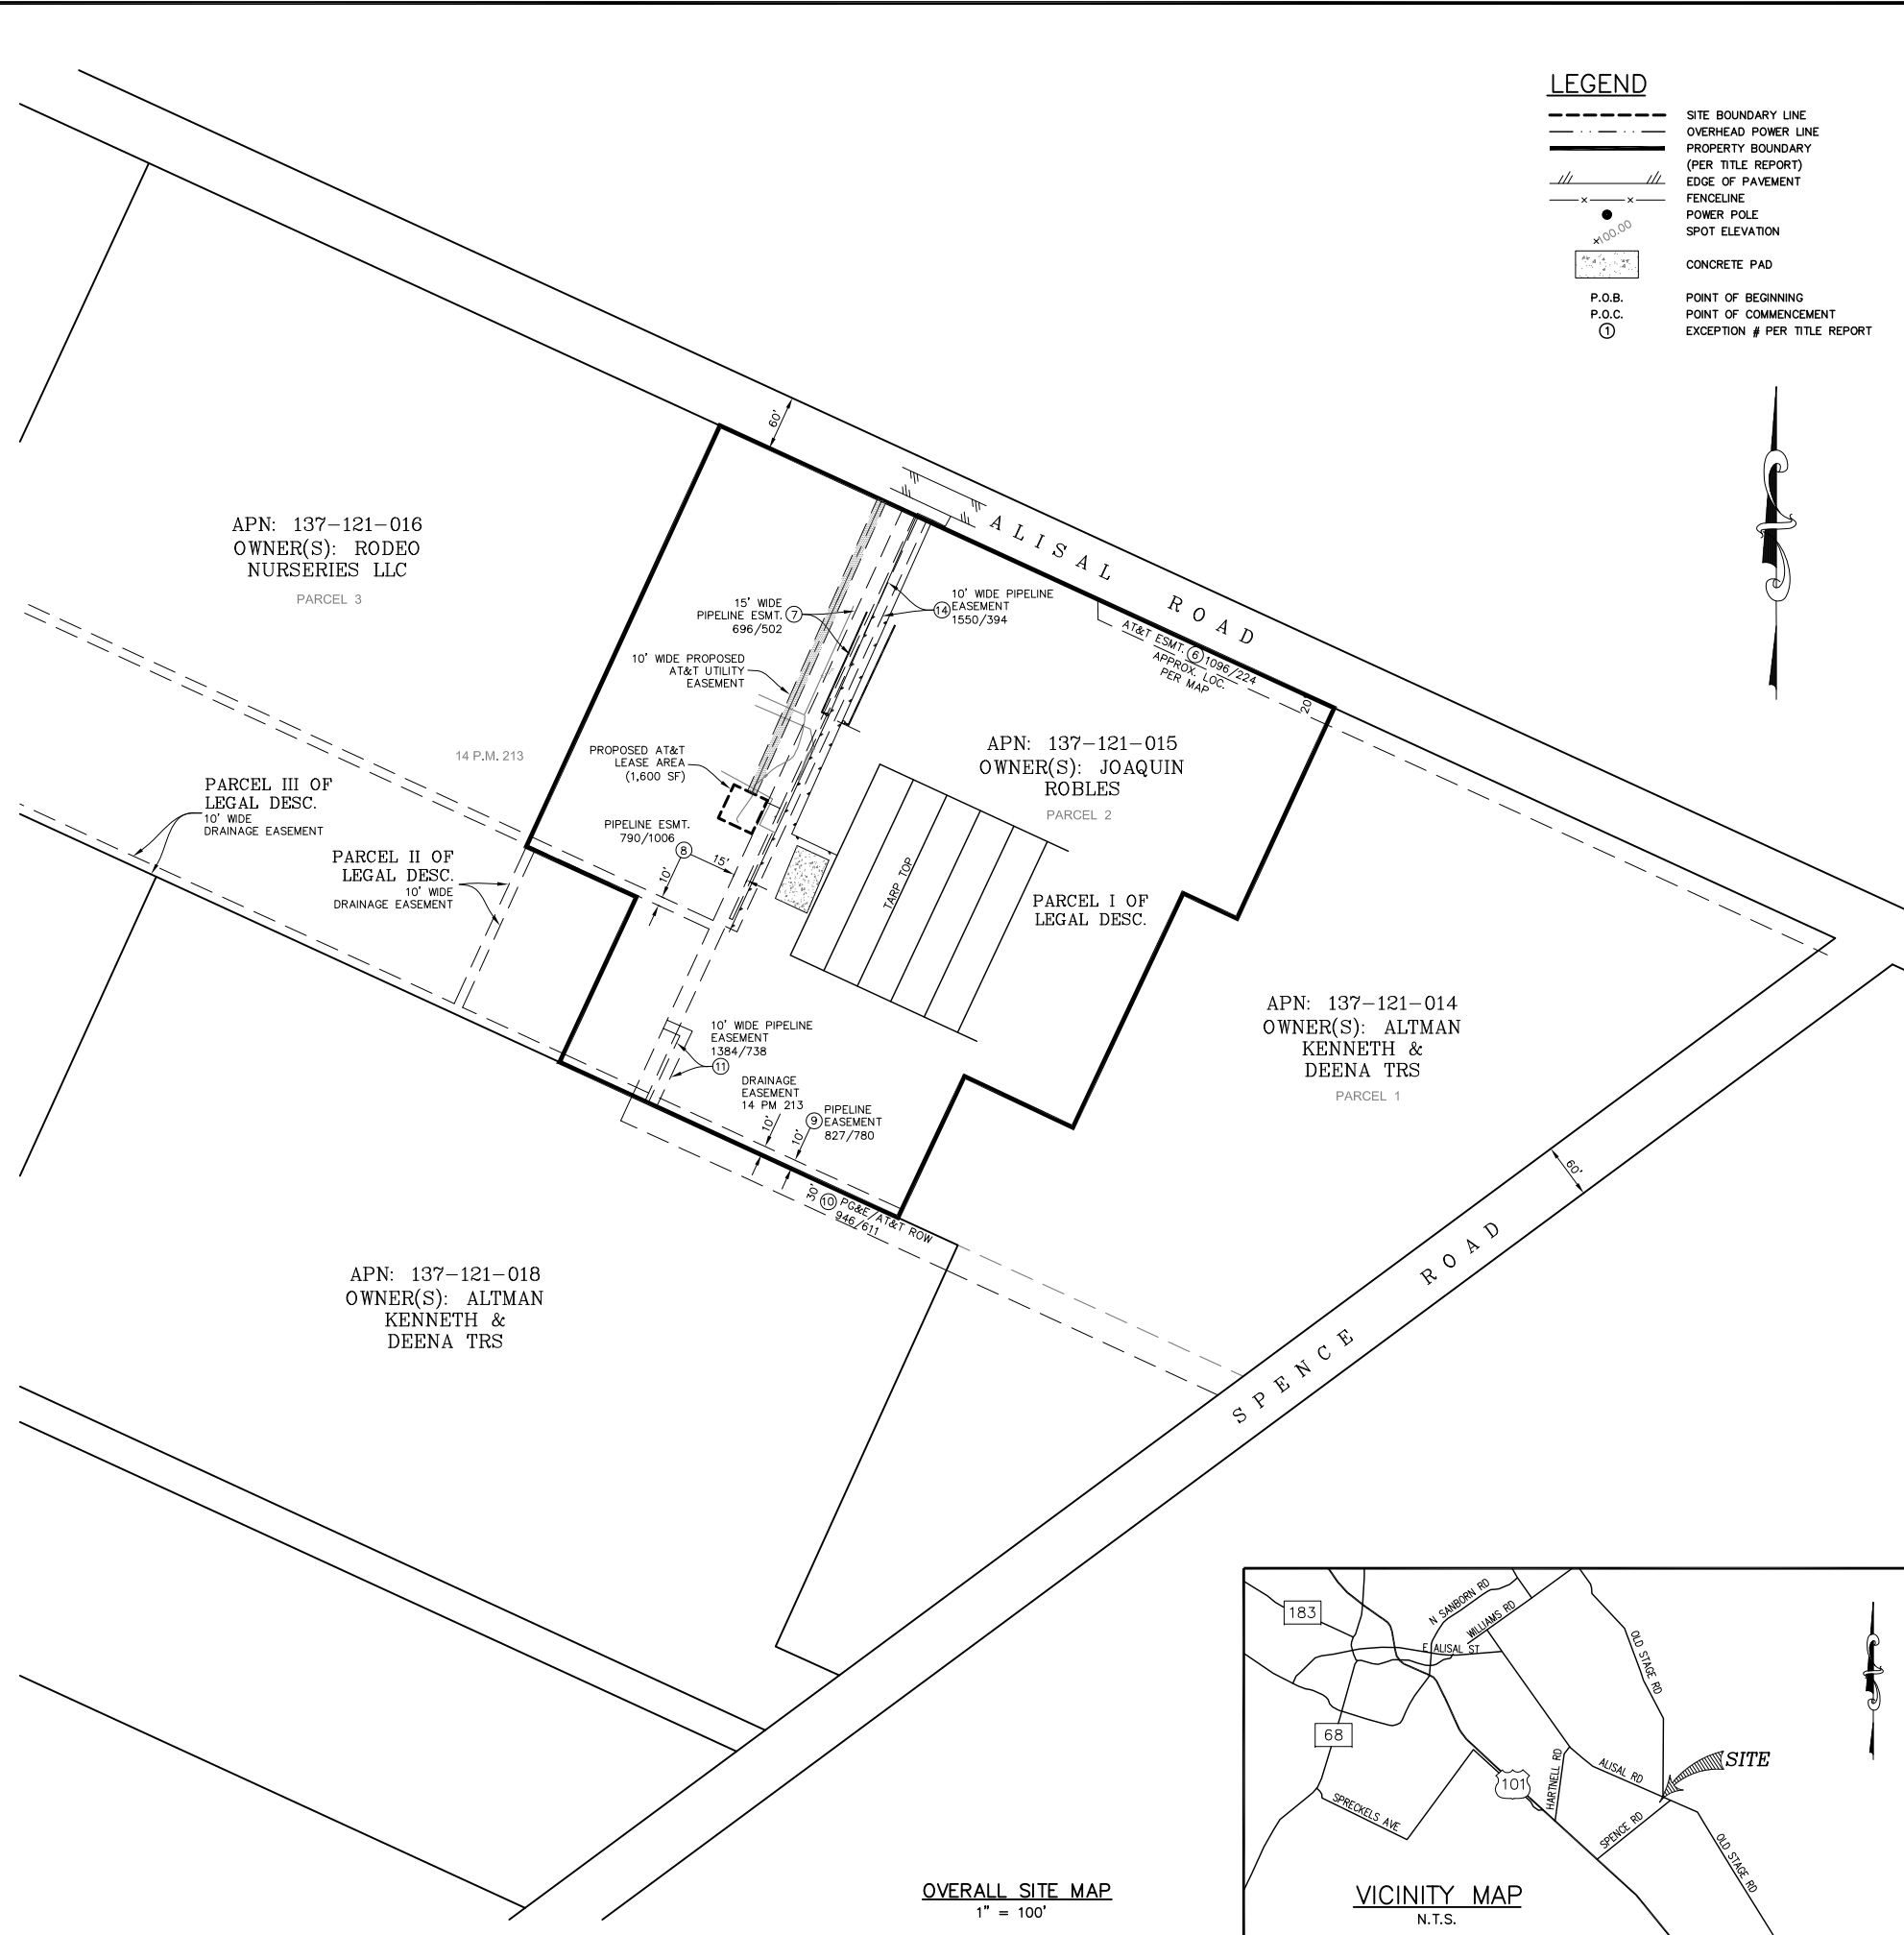 LEGEND
SITE BOUNDARY LINE
OVERHEAD POWER LINE
PROPERTY BOUNDARY
(PER TITLE REPORT)
EDGE OF PAVEMENT
FENCELINE
POWER POLE
x100.00 SPOT ELEVATION
CONCRETE PAD
P.O.B. POINT OF BEGINNING
P.O.C. POINT OF COMMENCEMENT
1 EXCEPTION # PER TITLE REPORT
60'
ALISAL ROAD
APN: 137-121-016
OWNER(S): RODEO
NURSERIES LLC
PARCEL 3
15' WIDE
PIPELINE ESMT. 7
696/502
10' WIDE PIPELINE
14 EASEMENT
1550/394
10' WIDE PROPOSED
AT&T UTILITY
EASEMENT
AT&T ESMT. 6 1096/224
APPROX. LOC.
PER MAP
20'
PROPOSED AT&T
LEASE AREA
(1,600 SF)
14 P.M. 213
APN: 137-121-015
OWNER(S): JOAQUIN
ROBLES
PARCEL 2
PARCEL III OF
LEGAL DESC.
10' WIDE
DRAINAGE EASEMENT
PIPELINE ESMT.
790/1006
8
15'
10'
PARCEL II OF
LEGAL DESC.
10' WIDE
DRAINAGE EASEMENT
TARP TOP
PARCEL I OF
LEGAL DESC.
APN: 137-121-014
OWNER(S): ALTMAN
KENNETH &
DEENA TRS
PARCEL 1
10' WIDE PIPELINE
EASEMENT
1384/738
11
DRAINAGE
EASEMENT
14 PM 213
10'
9 PIPELINE
EASEMENT
827/780
10'
30' 10 PG&E/AT&T ROW
946/611
60'
SPENCE ROAD
APN: 137-121-018
OWNER(S): ALTMAN
KENNETH &
DEENA TRS
OVERALL SITE MAP
1" = 100'
183
N SANBORN RD
WILLIAMS RD
E ALISAL ST
OLD STAGE RD
68
101
HARTNELL RD
ALISAL RD
SITE
SPRECKELS AVE
SPENCE RD
OLD STAGE RD
VICINITY MAP
N.T.S.